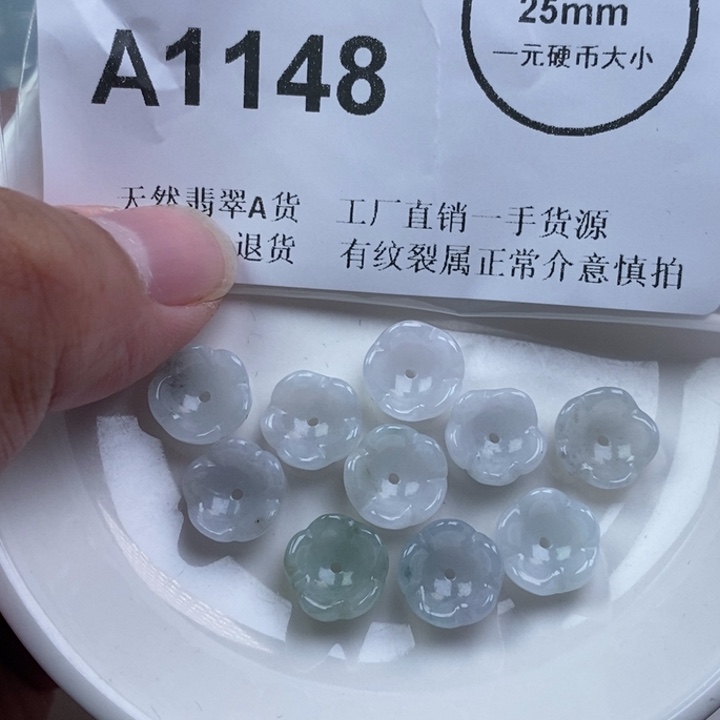 25mm
一元硬币大小
A1148
天然翡翠A货 工厂直销一手货源
退货 有纹裂属正常介意慎拍